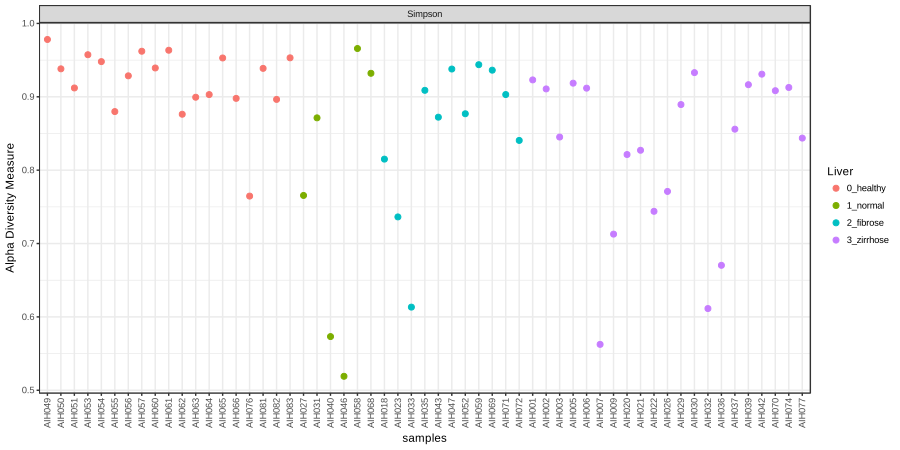 Simpson
Alpha Diversity Measure
1.0
0.9
0.8
0.7
0.6
0.5
AIH049
AIH050
AIH051
AIH053
AIH054
AIH055
AIH056
AIH057
AIH060
AIH061
AIH062
AIH063
AIH064
AIH065
AIH066
AIH076
AIH081
AIH082
AIH083
AIH027
AIH031
AIH040
AIH046
AIH058
AIH068
AIH018
AIH023
AIH033
AIH035
AIH043
AIH047
AIH052
AIH059
AIH069
AIH071
AIH072
AIH001
AIH002
AIH003
AIH005
AIH006
AIH007
AIH009
AIH020
AIH021
AIH022
AIH026
AIH029
AIH030
AIH032
AIH036
AIH037
AIH039
AIH042
AIH070
AIH074
AIH077
samples
Liver
0_healthy
1_normal
2_fibrose
3_zirrhose